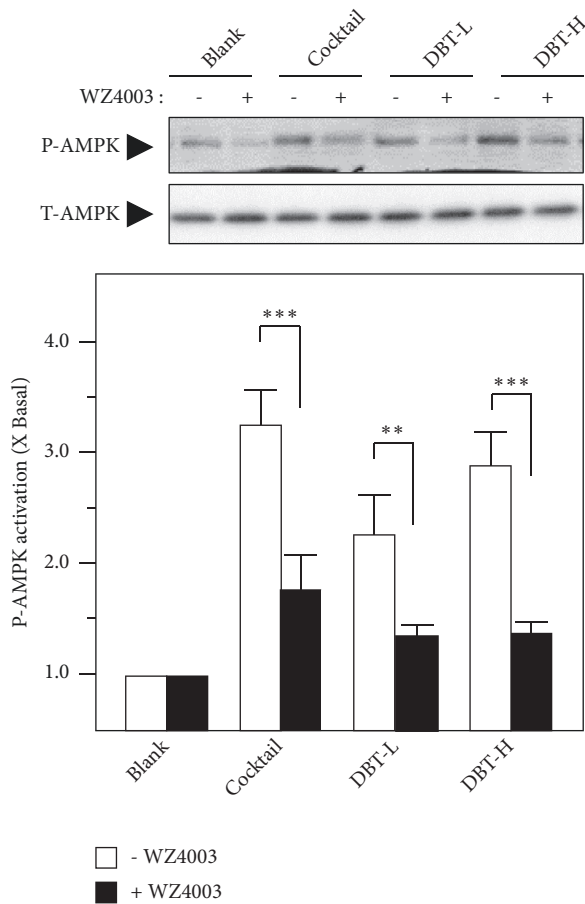 Blank Cocktail DBT-L DBT-H
WZ4003 : - + - + - + - +
P-AMPK
T-AMPK
P-AMPK activation (X Basal)
4.0
3.0
2.0
1.0
***
**
***
Blank Cocktail DBT-L DBT-H
- WZ4003
+ WZ4003